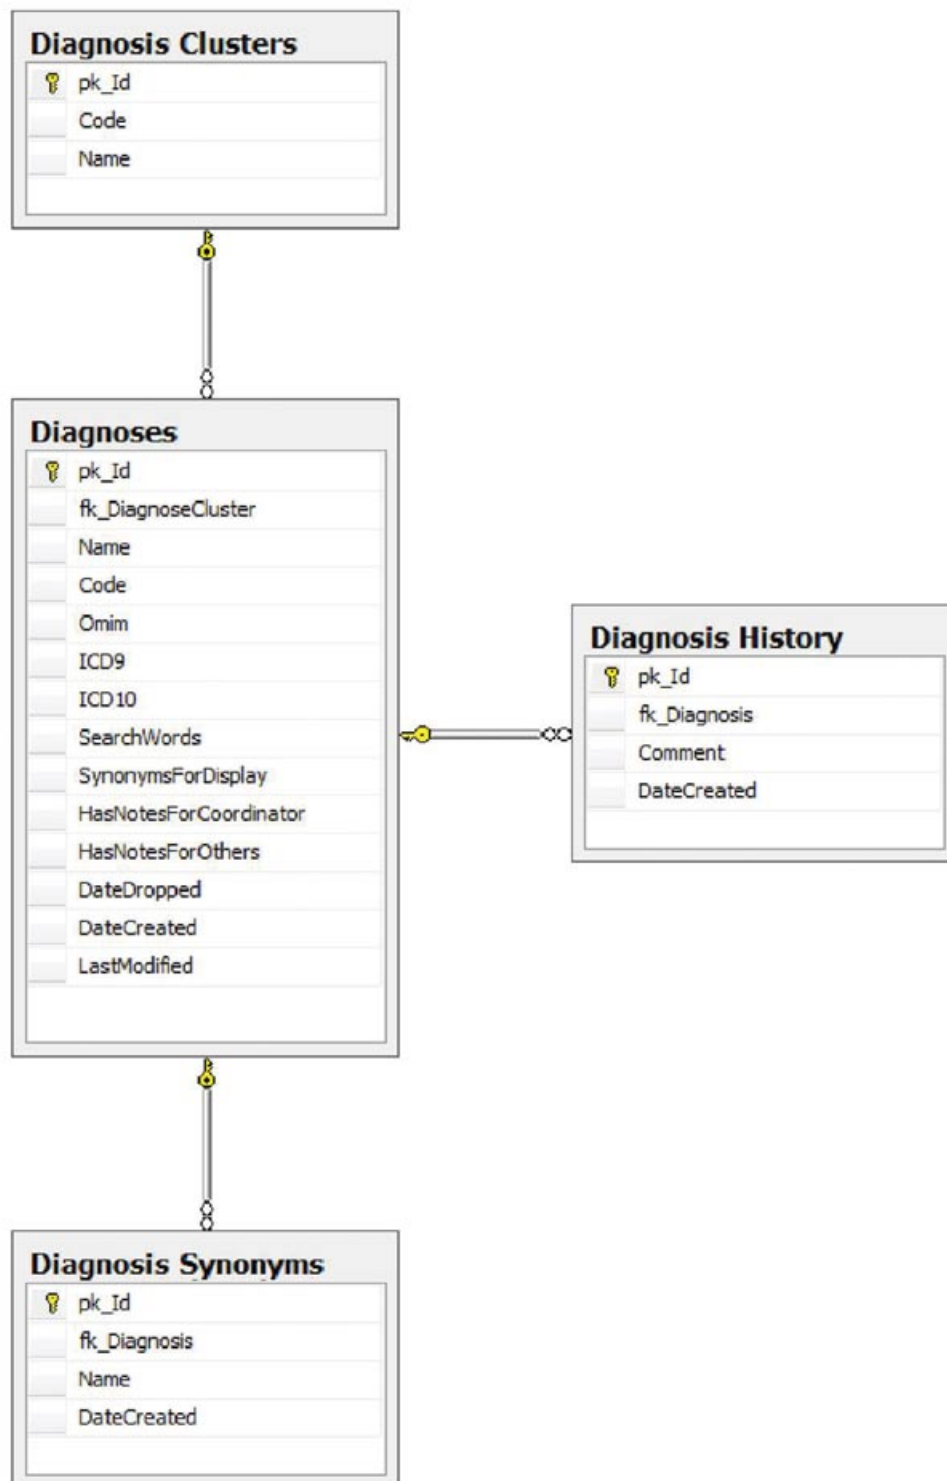 Diagnosis Clusters
pk_Id
Code
Name
Diagnoses
pk_Id
fk_DiagnoseCluster
Name
Code
Omim
ICD9
ICD10
SearchWords
SynonymsForDisplay
HasNotesForCoordinator
HasNotesForOthers
DateDropped
DateCreated
LastModified
Diagnosis History
pk_Id
fk_Diagnosis
Comment
DateCreated
Diagnosis Synonyms
pk_Id
fk_Diagnosis
Name
DateCreated